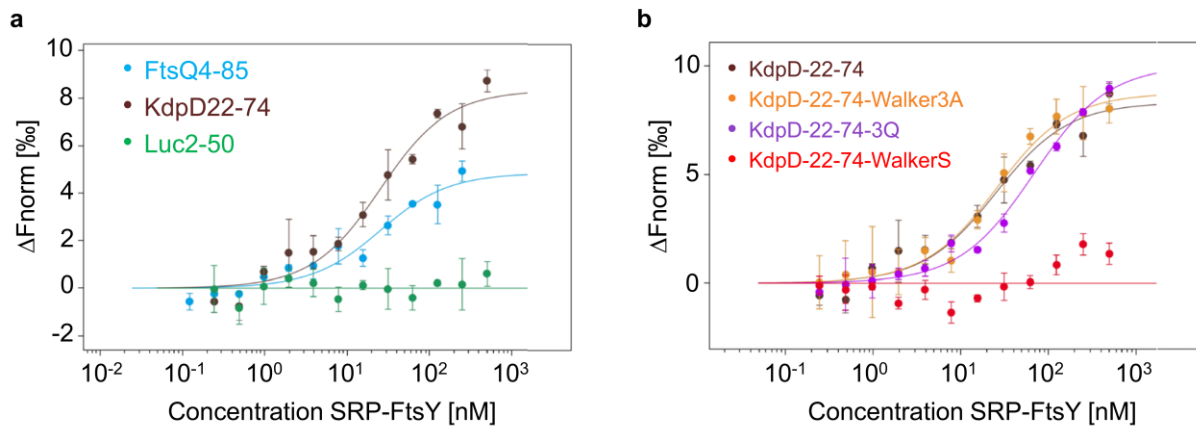 a
10
8
6
4
2
0
-2
ΔFnorm [‰]
FtsQ4-85
KdpD22-74
Luc2-50
10-2
10-1
100
101
102
103
Concentration SRP-FtsY [nM]
b
10
5
0
ΔFnorm [‰]
KdpD-22-74
KdpD-22-74-Walker3A
KdpD-22-74-3Q
KdpD-22-74-WalkerS
10-1
100
101
102
103
Concentration SRP-FtsY [nM]